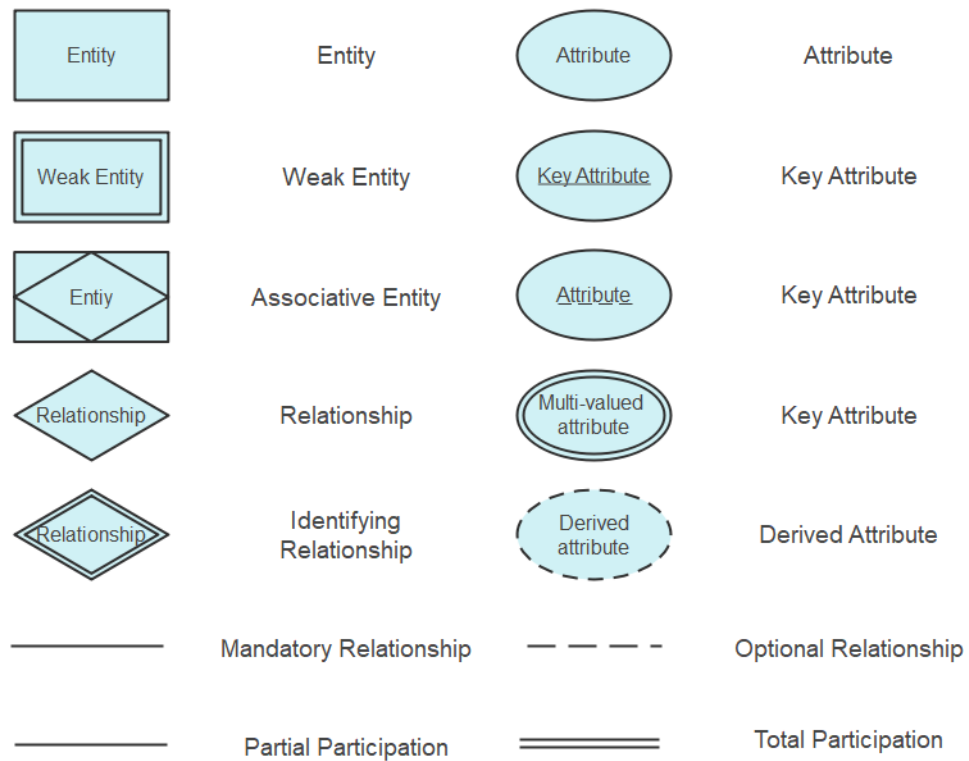 Entity
Entity
Attribute
Attribute
Weak Entity
Weak Entity
Key Attribute
Key Attribute
Entiy
Associative Entity
Attribute
Key Attribute
Relationship
Relationship
Multi-valued
attribute
Key Attribute
Relationship
Identifying
Relationship
Derived
attribute
Derived Attribute
Mandatory Relationship
Optional Relationship
Partial Participation
Total Participation